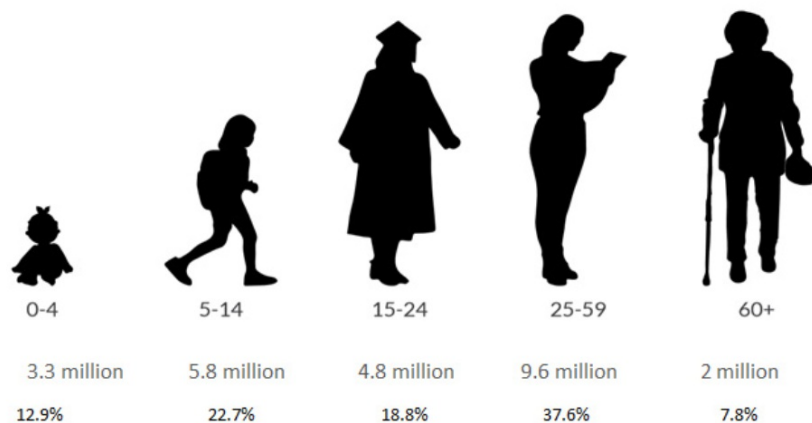 0-4 5-14 15-24 25-59 60+
3.3 million 5.8 million 4.8 million 9.6 million 2 million
12.9% 22.7% 18.8% 37.6% 7.8%